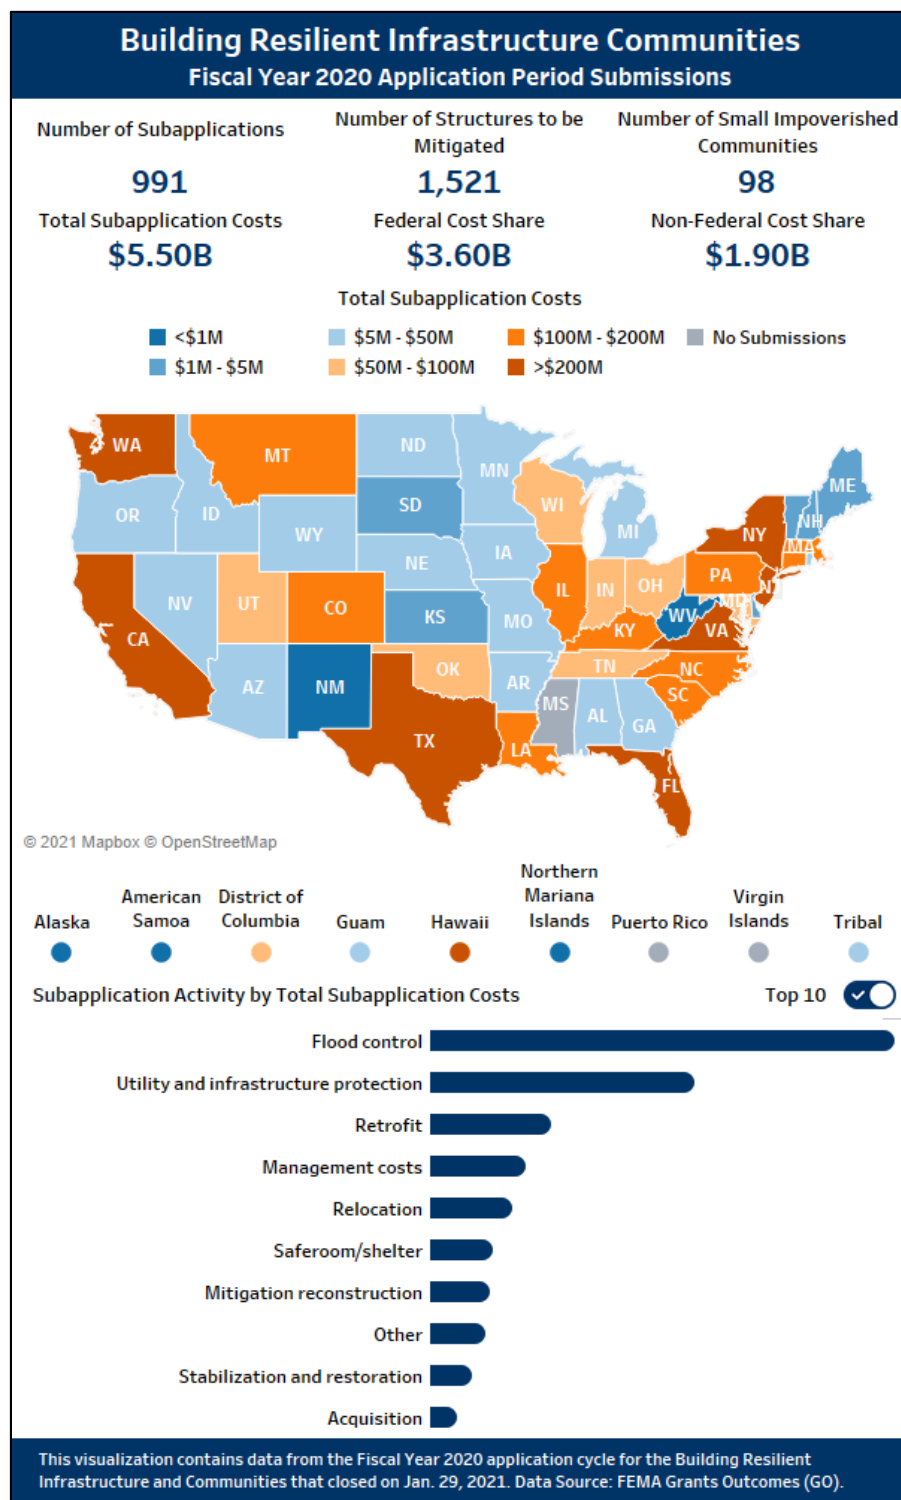 Building Resilient Infrastructure Communities
Fiscal Year 2020 Application Period Submissions
Number of Subapplications
991
Number of Structures to be
Mitigated
1,521
Number of Small Impoverished
Communities
98
Total Subapplication Costs
$5.50B
Federal Cost Share
$3.60B
Non-Federal Cost Share
$1.90B
Total Subapplication Costs
<$1M
$5M - $50M
$100M - $200M
No Submissions
$1M - $5M
$50M - $100M
>$200M
WA
MT
ND
MN
OR
ID
SD
WI
MI
NY
NH
ME
MA
WY
IA
NE
PA
NJ
NV
UT
CO
IL
IN
OH
MD
KS
MO
KY
WV
VA
CA
AZ
NM
OK
AR
TN
NC
SC
MS
AL
GA
TX
LA
FL
© 2021 Mapbox © OpenStreetMap
Alaska
American
Samoa
District of
Columbia
Guam
Hawaii
Northern
Mariana
Islands
Puerto Rico
Virgin
Islands
Tribal
Subapplication Activity by Total Subapplication Costs
Top 10
Flood control
Utility and infrastructure protection
Retrofit
Management costs
Relocation
Saferoom/shelter
Mitigation reconstruction
Other
Stabilization and restoration
Acquisition
This visualization contains data from the Fiscal Year 2020 application cycle for the Building Resilient
Infrastructure and Communities that closed on Jan. 29, 2021. Data Source: FEMA Grants Outcomes (GO).